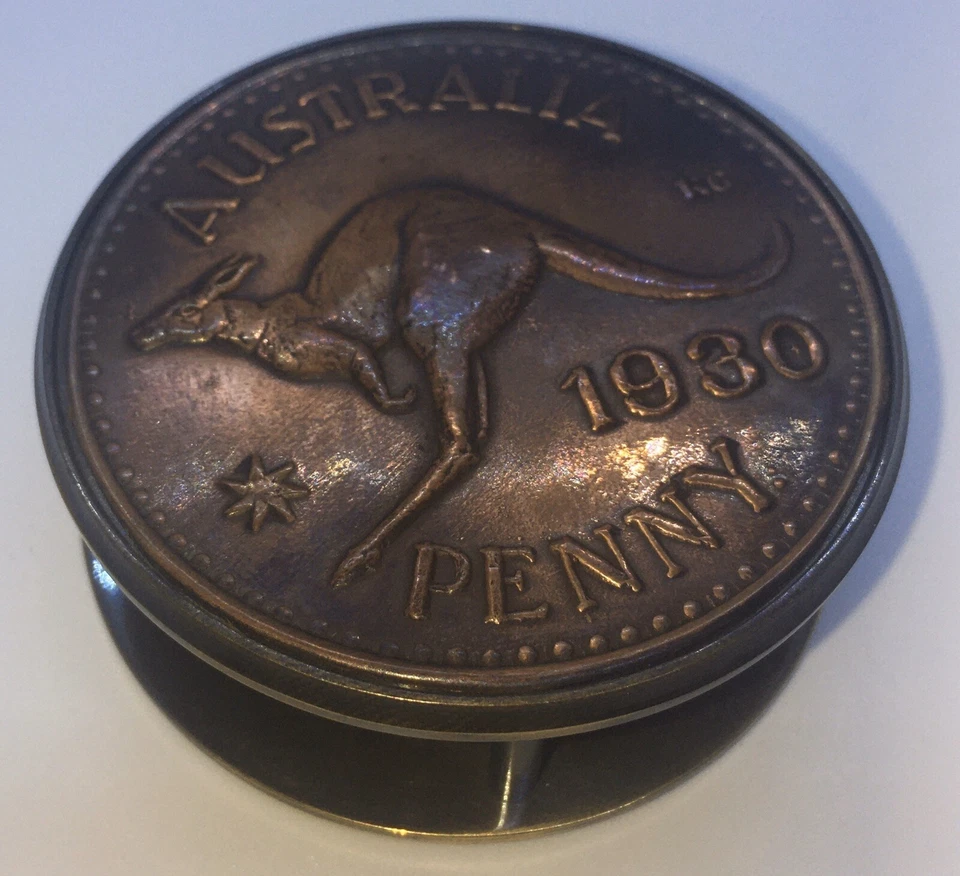 AUSTRALIA
KG
1930
PENNY.